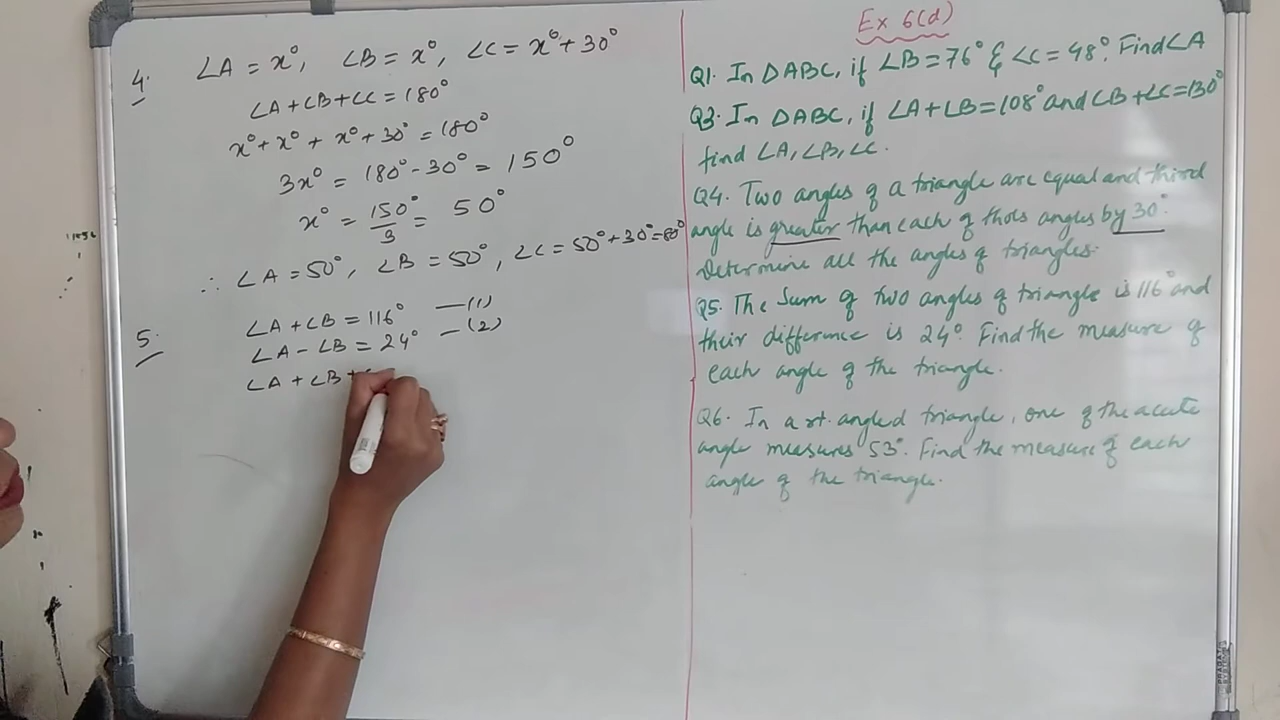 4. ∠A = x°, ∠B = x°, ∠C = x° + 30°
∠A + ∠B + ∠C = 180°
x° + x° + x° + 30° = 180°
3x° = 180° - 30° = 150°
x° = 150°/3 = 50°
∴ ∠A = 50°, ∠B = 50°, ∠C = 50° + 30° = 80°
5. ∠A + ∠B = 116° —(1)
∠A - ∠B = 24° —(2)
∠A + ∠B +
Ex 6(d)
Q1. In △ABC, if ∠B = 76° & ∠C = 48°. Find ∠A
Q3. In △ABC, if ∠A + ∠B = 108° and ∠B + ∠C = 130°
find ∠A, ∠B, ∠C.
Q4. Two angles of a triangle are equal and third
angle is greater than each of thols angles by 30°.
Determine all the angles of triangles.
Q5. The Sum of two angles of triangle is 116° and
their difference is 24°. Find the measure of
each angle of the triangle.
Q6. In a rt. angled triangle, one of the acute
angle measures 53°. Find the measure of each
angle of the triangle.